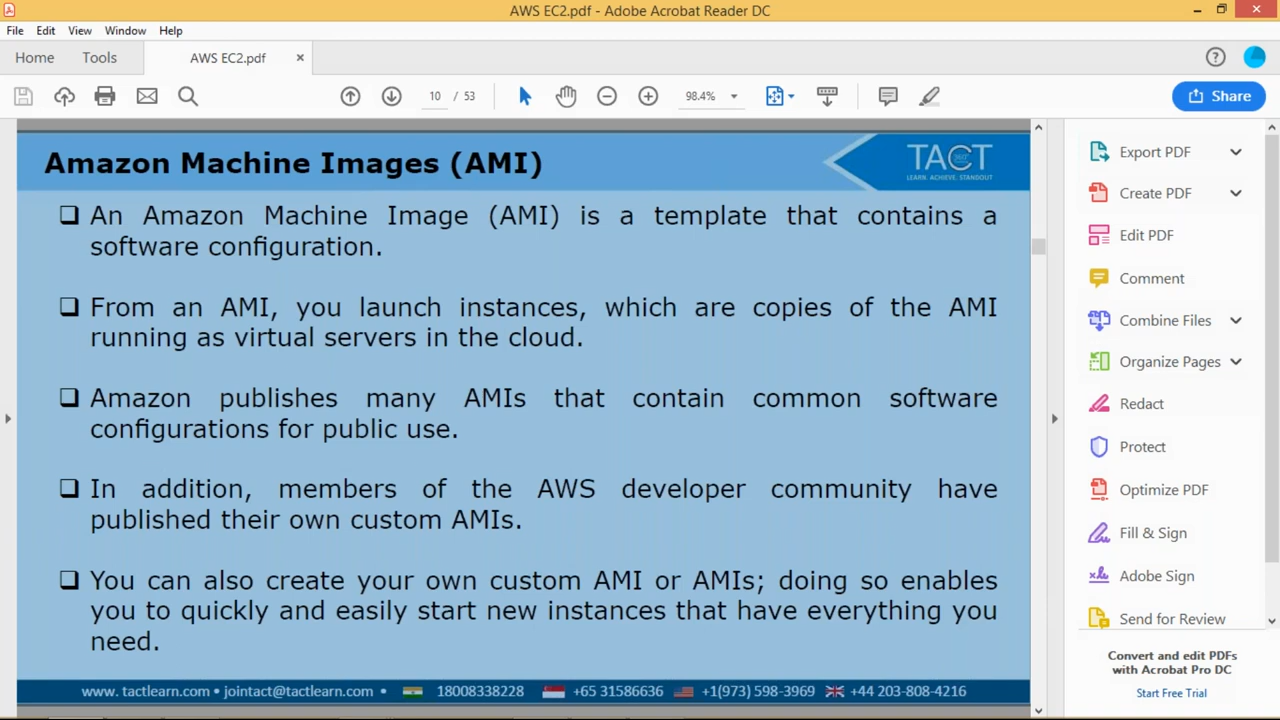 AWS EC2.pdf - Adobe Acrobat Reader DC
File Edit View Window Help
Home Tools AWS EC2.pdf
10 / 53 98.4% Share
Amazon Machine Images (AMI)
TACT
LEARN. ACHIEVE. STANDOUT
An Amazon Machine Image (AMI) is a template that contains a
software configuration.
From an AMI, you launch instances, which are copies of the AMI
running as virtual servers in the cloud.
Amazon publishes many AMIs that contain common software
configurations for public use.
In addition, members of the AWS developer community have
published their own custom AMIs.
You can also create your own custom AMI or AMIs; doing so enables
you to quickly and easily start new instances that have everything you
need.
www. tactlearn.com • jointact@tactlearn.com • 18008338228 +65 31586636 +1(973) 598-3969 +44 203-808-4216
Export PDF
Create PDF
Edit PDF
Comment
Combine Files
Organize Pages
Redact
Protect
Optimize PDF
Fill & Sign
Adobe Sign
Send for Review
Convert and edit PDFs
with Acrobat Pro DC
Start Free Trial